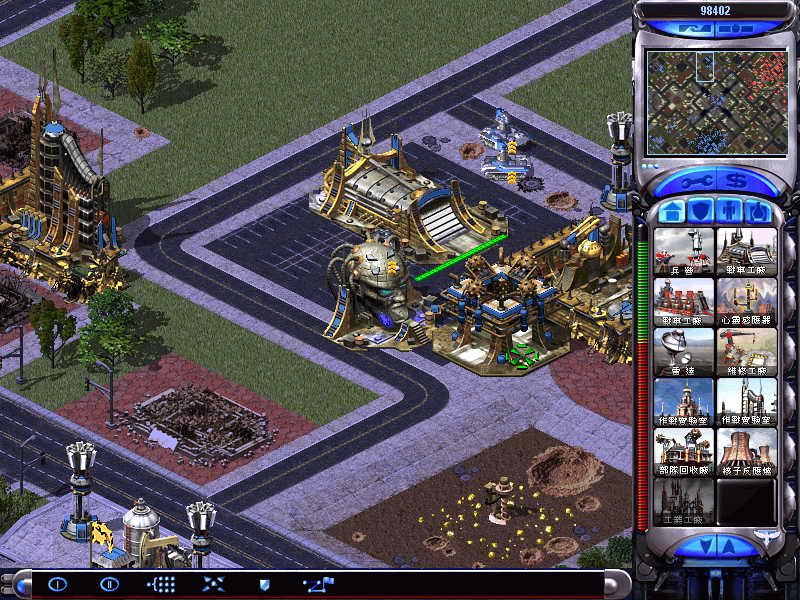 98402
兵營
戰車工廠
戰車工廠
心靈感應器
雷達
維修工廠
作戰實驗室
作戰實驗室
部隊回收廠
核子反應爐
工業工廠